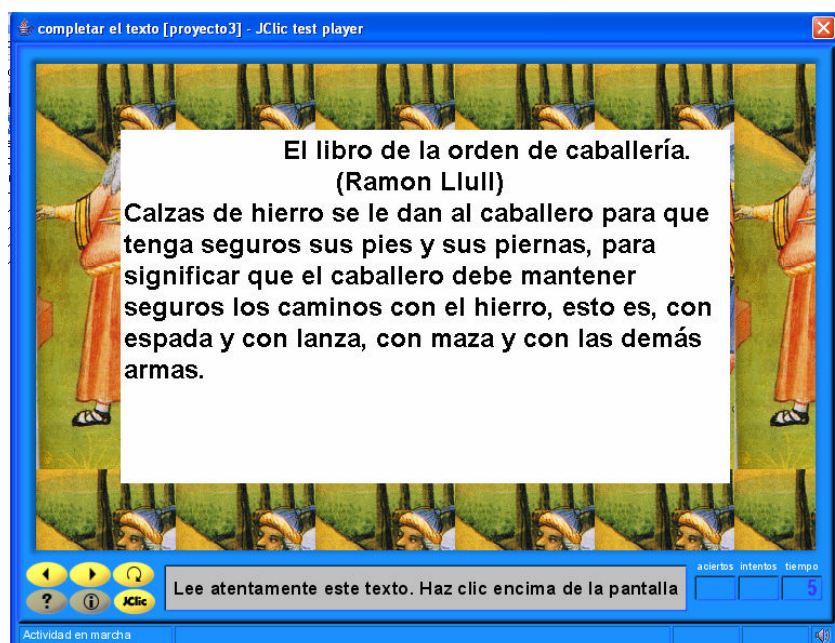 completar el texto [proyecto3] - JClic test player
El libro de la orden de caballería.
(Ramon Llull)
Calzas de hierro se le dan al caballero para que
tenga seguros sus pies y sus piernas, para
significar que el caballero debe mantener
seguros los caminos con el hierro, esto es, con
espada y con lanza, con maza y con las demás
armas.
aciertos intentos tiempo
Lee atentamente este texto. Haz clic encima de la pantalla
5
? i JClic
Actividad en marcha